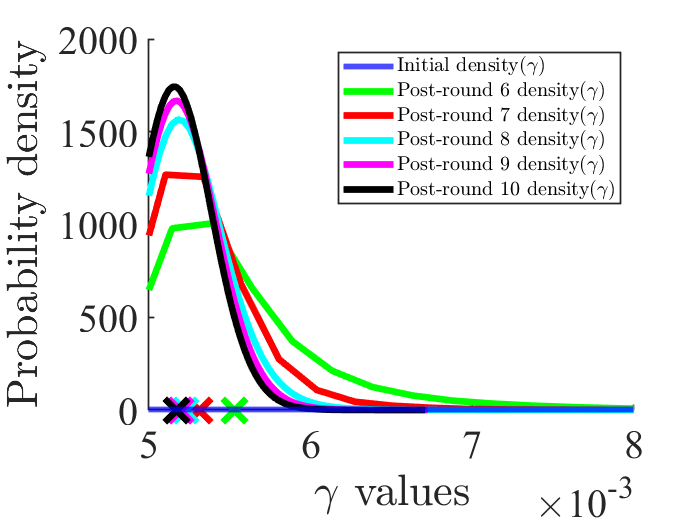 2000
1500
1000
500
0
Probability density
Initial density(γ)
Post-round 6 density(γ)
Post-round 7 density(γ)
Post-round 8 density(γ)
Post-round 9 density(γ)
Post-round 10 density(γ)
5 6 7 8
γ values
×10-3